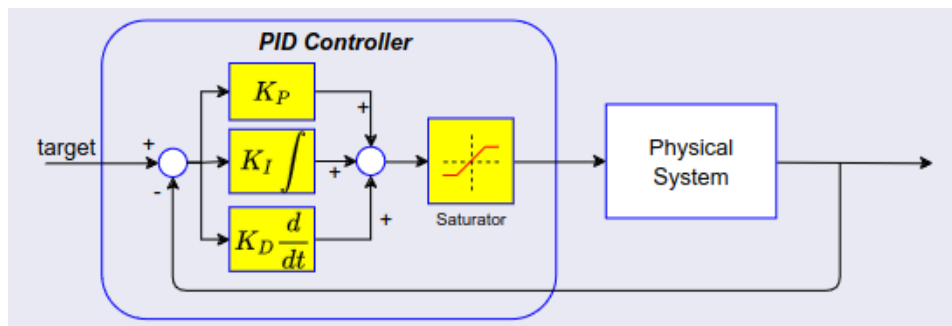 PID Controller
K_P
+
target
+
K_I ∫
+
Physical
System
-
K_D d/dt
+
Saturator